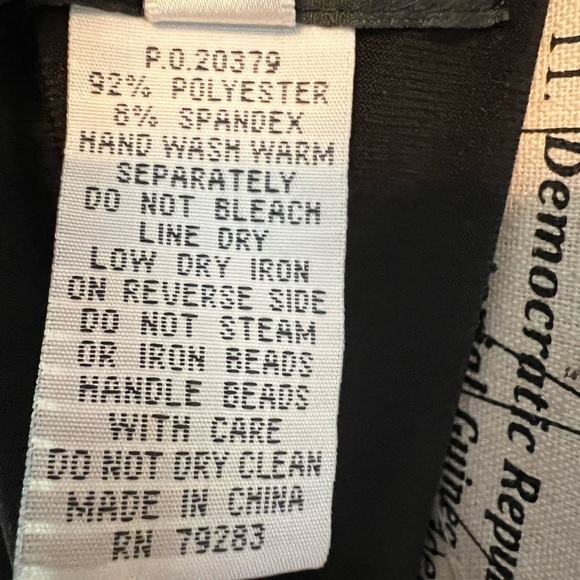 P.O.20379
92% POLYESTER
8% SPANDEX
HAND WASH WARM
SEPARATELY
DO NOT BLEACH
LINE DRY
LOW DRY IRON
ON REVERSE SIDE
DO NOT STEAM
OR IRON BEADS
HANDLE BEADS
WITH CARE
DO NOT DRY CLEAN
MADE IN CHINA
RN 79283
Democratic Repu